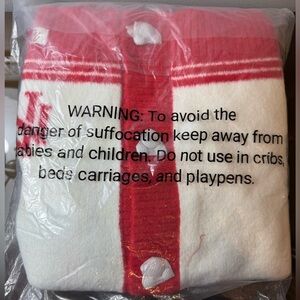 WARNING: To avoid the
danger of suffocation keep away from
babies and children. Do not use in cribs,
beds carriages, and playpens.